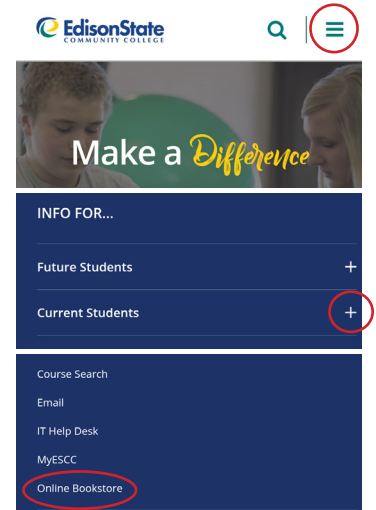 EdisonState
COMMUNITY COLLEGE
Make a Difference
INFO FOR...
Future Students
Current Students
Course Search
Email
IT Help Desk
MyESCC
Online Bookstore